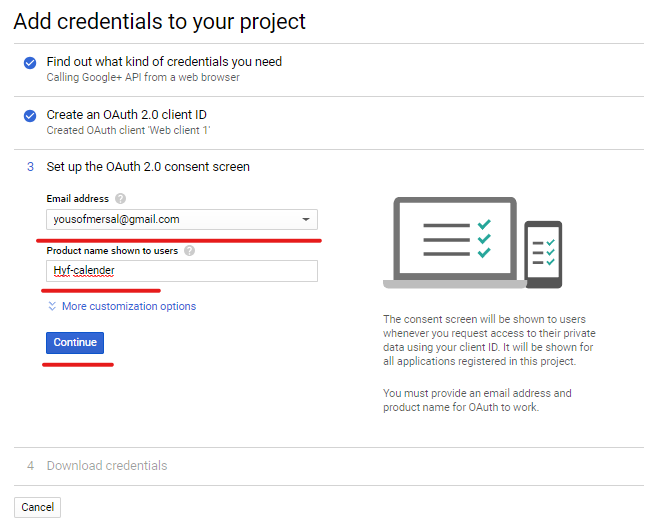 Add credentials to your project
Find out what kind of credentials you need
Calling Google+ API from a web browser
Create an OAuth 2.0 client ID
Created OAuth client 'Web client 1'
3 Set up the OAuth 2.0 consent screen
Email address ?
yousofmersal@gmail.com
Product name shown to users ?
Hyf-calender
More customization options
Continue
The consent screen will be shown to users
whenever you request access to their private
data using your client ID. It will be shown for
all applications registered in this project.
You must provide an email address and
product name for OAuth to work.
4 Download credentials
Cancel